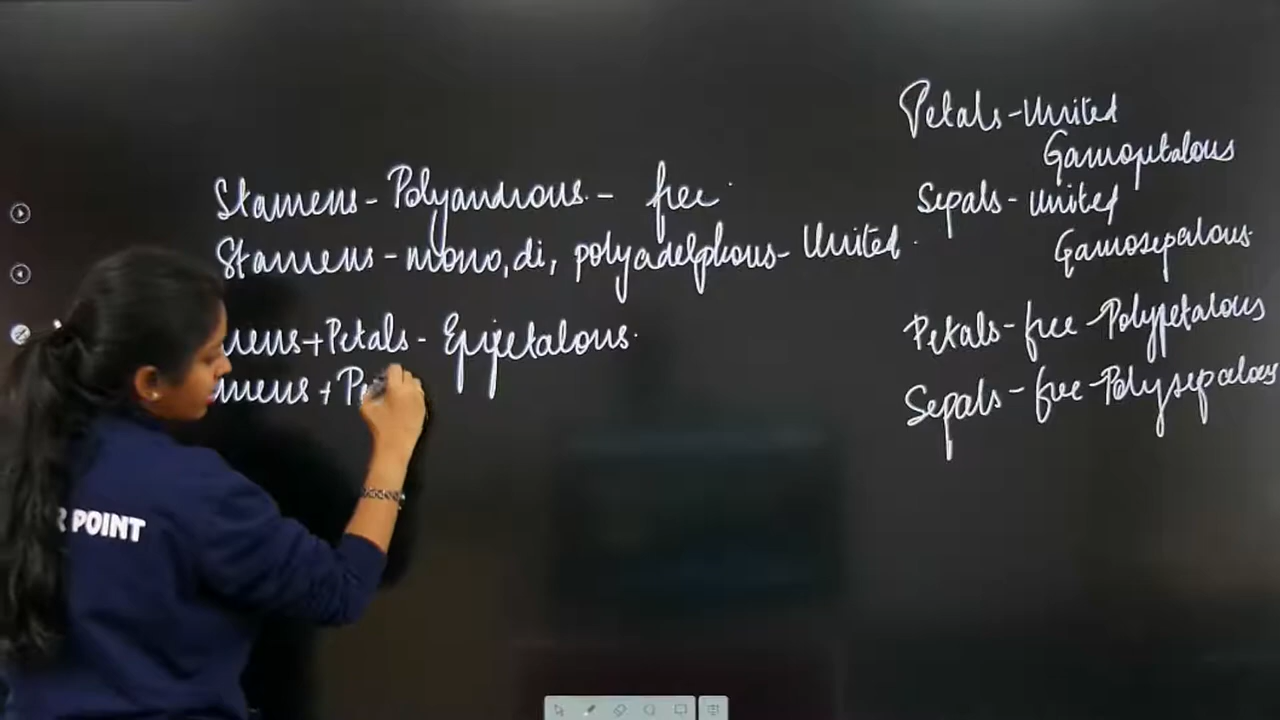 Stamens - Polyandrous. - free.
Stamens - mono, di, polyadelphous - United.
mens + Petals - Epipetalous.
mens + Pe
Petals - United
Gamopetalous
Sepals - united
Gamosepalous.
Petals - free - Polypetalous
Sepals - free - Polysepalous
R POINT